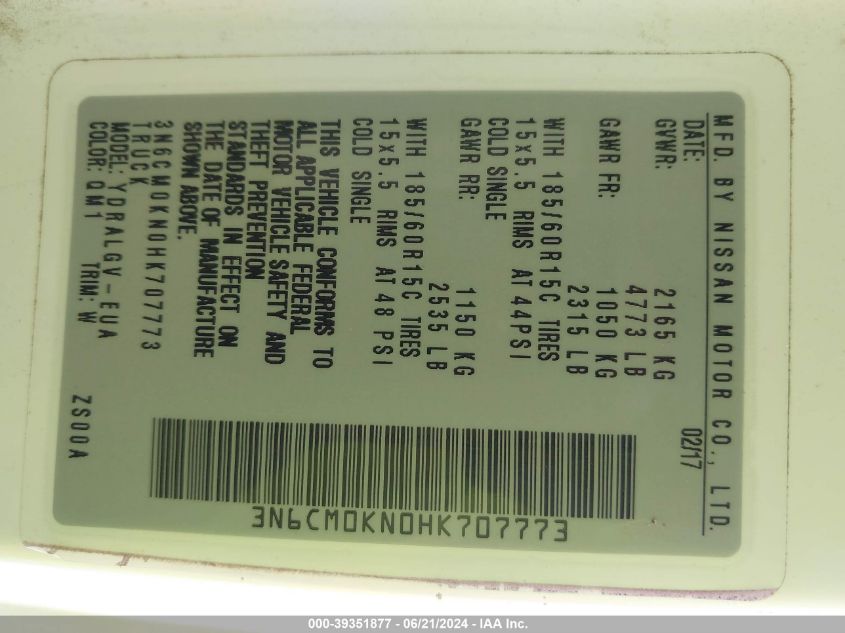 MFD. BY NISSAN MOTOR CO., LTD.
DATE: 02/17
GVWR: 2165 KG
4773 LB
GAWR FR: 1050 KG
2315 LB
WITH 185/60R15C TIRES
15x5.5 RIMS AT 44PSI
COLD SINGLE
GAWR RR: 1150 KG
2535 LB
WITH 185/60R15C TIRES
15x5.5 RIMS AT 48 PSI
COLD SINGLE
THIS VEHICLE CONFORMS TO
ALL APPLICABLE FEDERAL
MOTOR VEHICLE SAFETY AND
THEFT PREVENTION
STANDARDS IN EFFECT ON
THE DATE OF MANUFACTURE
SHOWN ABOVE.
3N6CM0KN0HK707773
TRUCK
MODEL: YDRALGV-EUA
COLOR: QM1 TRIM: W
ZS00A
3N6CM0KN0HK707773
000-39351877 - 06/21/2024 - IAA Inc.